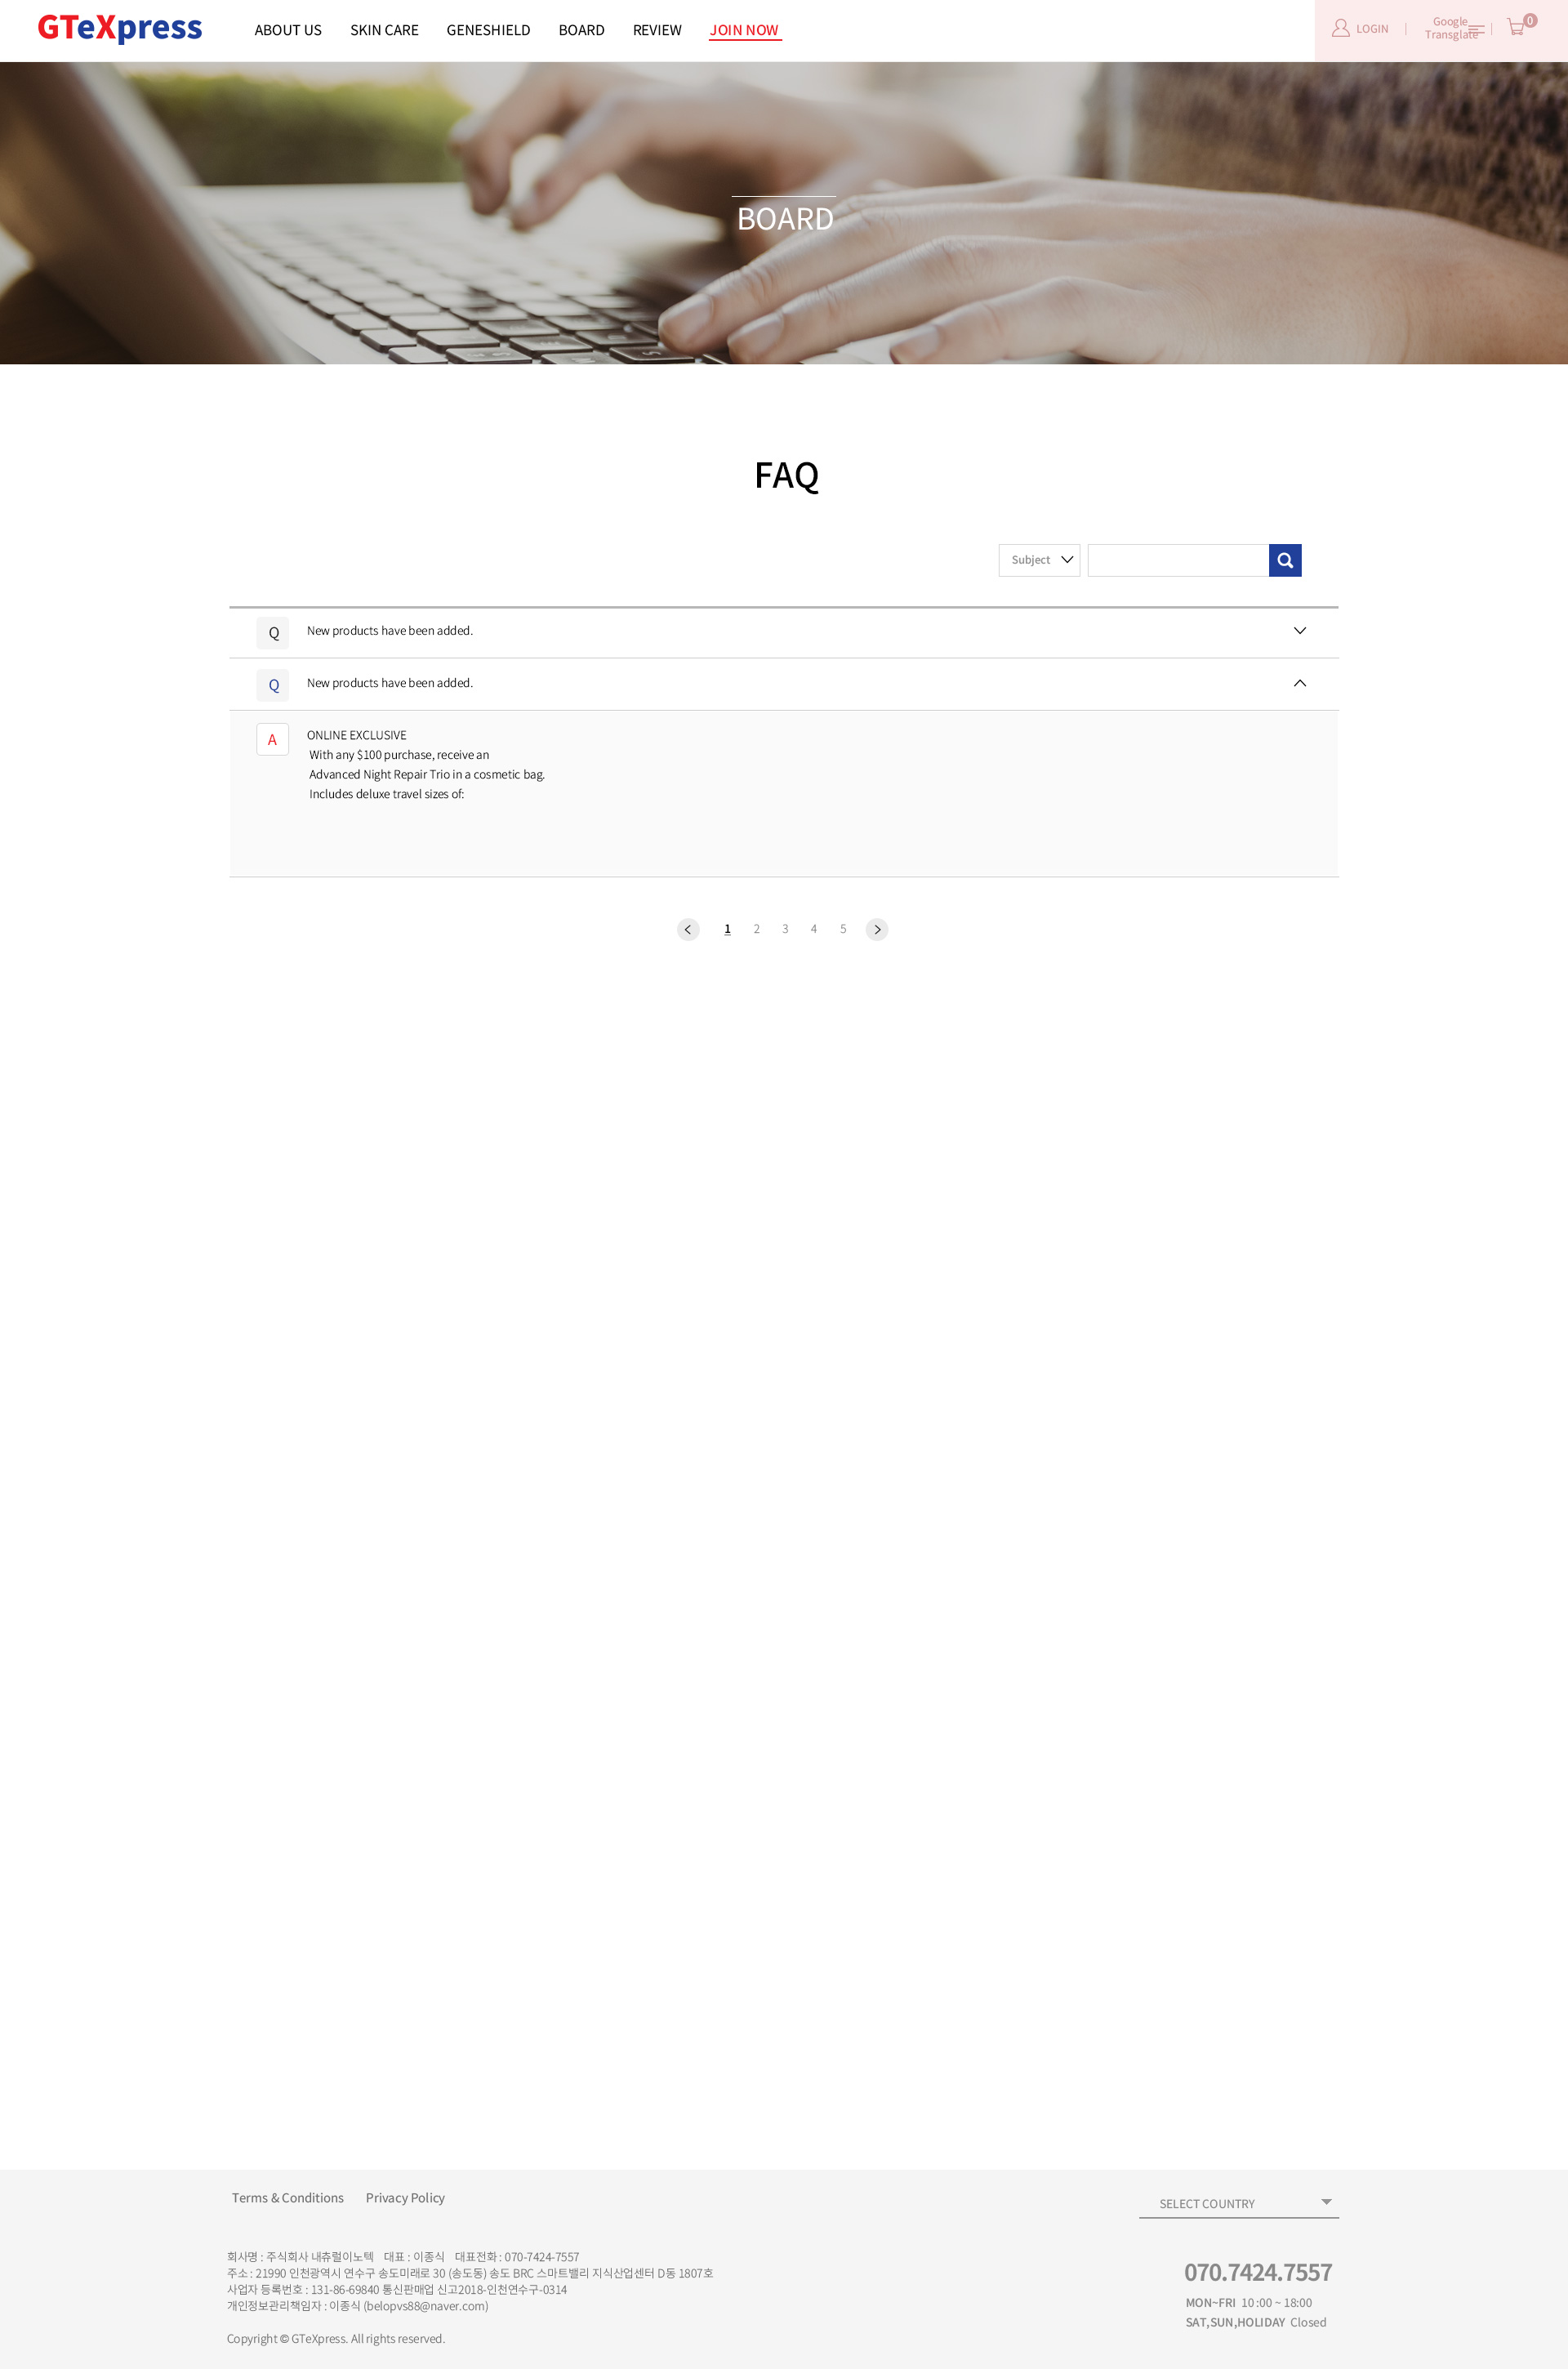 GTeXpress
ABOUT US SKIN CARE GENESHIELD BOARD REVIEW JOIN NOW
LOGIN
Google
Transglate
0
BOARD
FAQ
Subject
Q New products have been added.
Q New products have been added.
A ONLINE EXCLUSIVE
With any $100 purchase, receive an
Advanced Night Repair Trio in a cosmetic bag.
Includes deluxe travel sizes of:
1 2 3 4 5
Terms & Conditions Privacy Policy
SELECT COUNTRY
회사명 : 주식회사 내츄럴이노텍 대표 : 이종식 대표전화 : 070-7424-7557
주소 : 21990 인천광역시 연수구 송도미래로 30 (송도동) 송도 BRC 스마트밸리 지식산업센터 D동 1807호
사업자 등록번호 : 131-86-69840 통신판매업 신고2018-인천연수구-0314
개인정보관리책임자 : 이종식 (belopvs88@naver.com)
Copyright © GTeXpress. All rights reserved.
070.7424.7557
MON~FRI 10 :00 ~ 18:00
SAT,SUN,HOLIDAY Closed